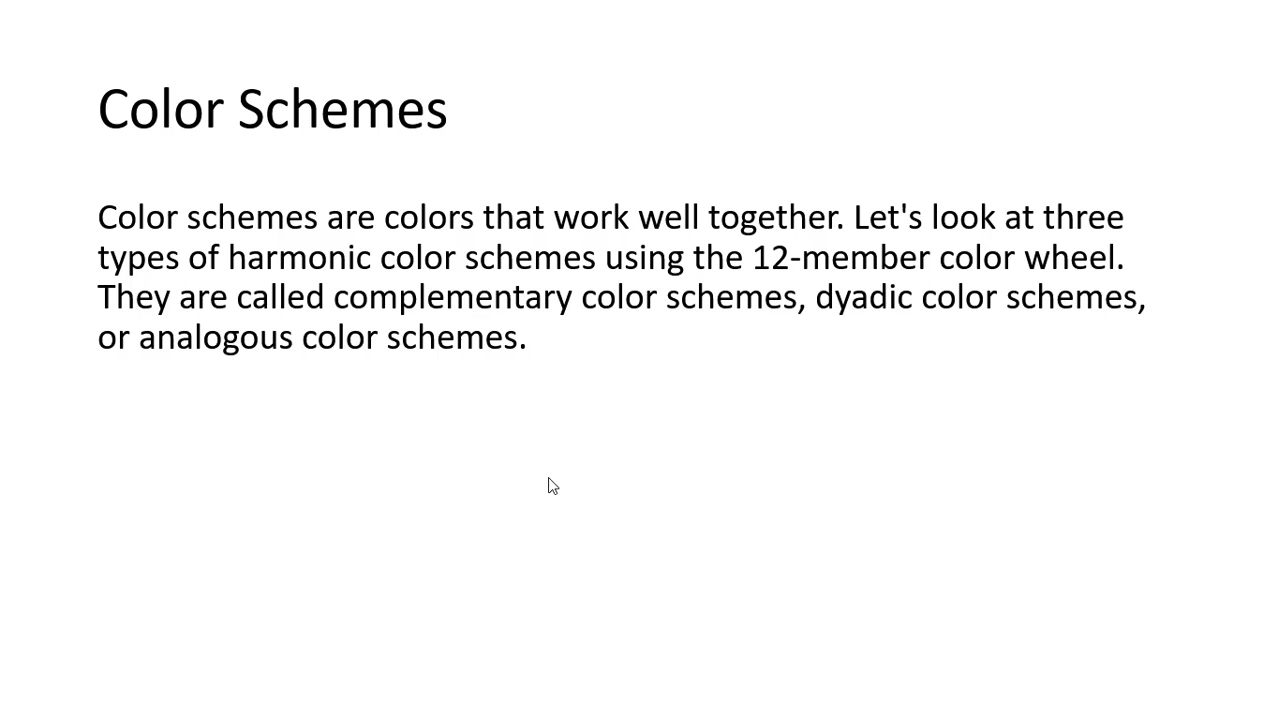 Color Schemes
Color schemes are colors that work well together. Let's look at three
types of harmonic color schemes using the 12-member color wheel.
They are called complementary color schemes, dyadic color schemes,
or analogous color schemes.